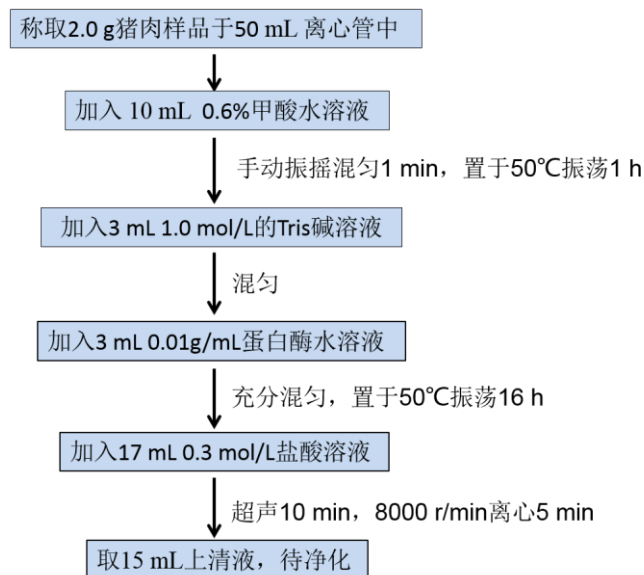 称取2.0 g猪肉样品于50 mL 离心管中
加入 10 mL 0.6%甲酸水溶液
手动振摇混匀1 min，置于50℃振荡1 h
加入3 mL 1.0 mol/L的Tris碱溶液
混匀
加入3 mL 0.01g/mL蛋白酶水溶液
充分混匀，置于50℃振荡16 h
加入17 mL 0.3 mol/L盐酸溶液
超声10 min，8000 r/min离心5 min
取15 mL上清液，待净化